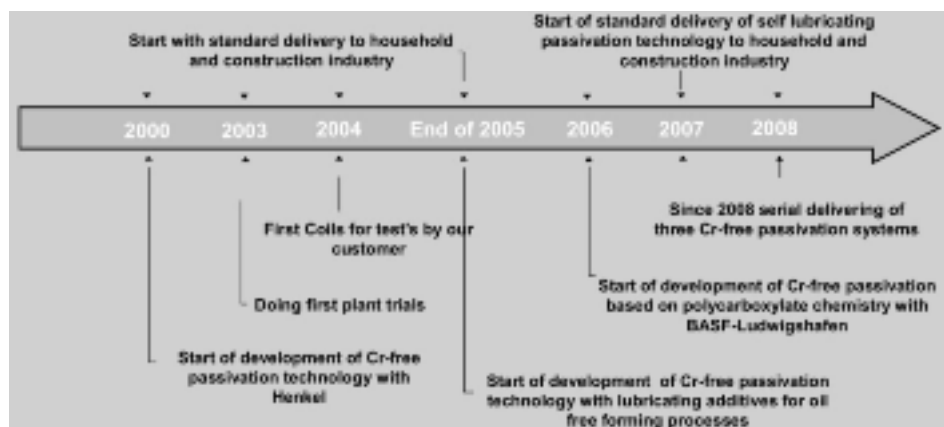 Start with standard delivery to household
and construction industry
Start of standard delivery of self lubricating
passivation technology to household and
construction industry
2000 2003 2004 End of 2005 2006 2007 2008
First Coils for test's by our
customer
Since 2008 serial delivering of
three Cr-free passivation systems
Doing first plant trials
Start of development of Cr-free passivation
based on polycarboxylate chemistry with
BASF-Ludwigshafen
Start of development of Cr-free
passivation technology with
Henkel
Start of development of Cr-free passivation
technology with lubricating additives for oil
free forming processes